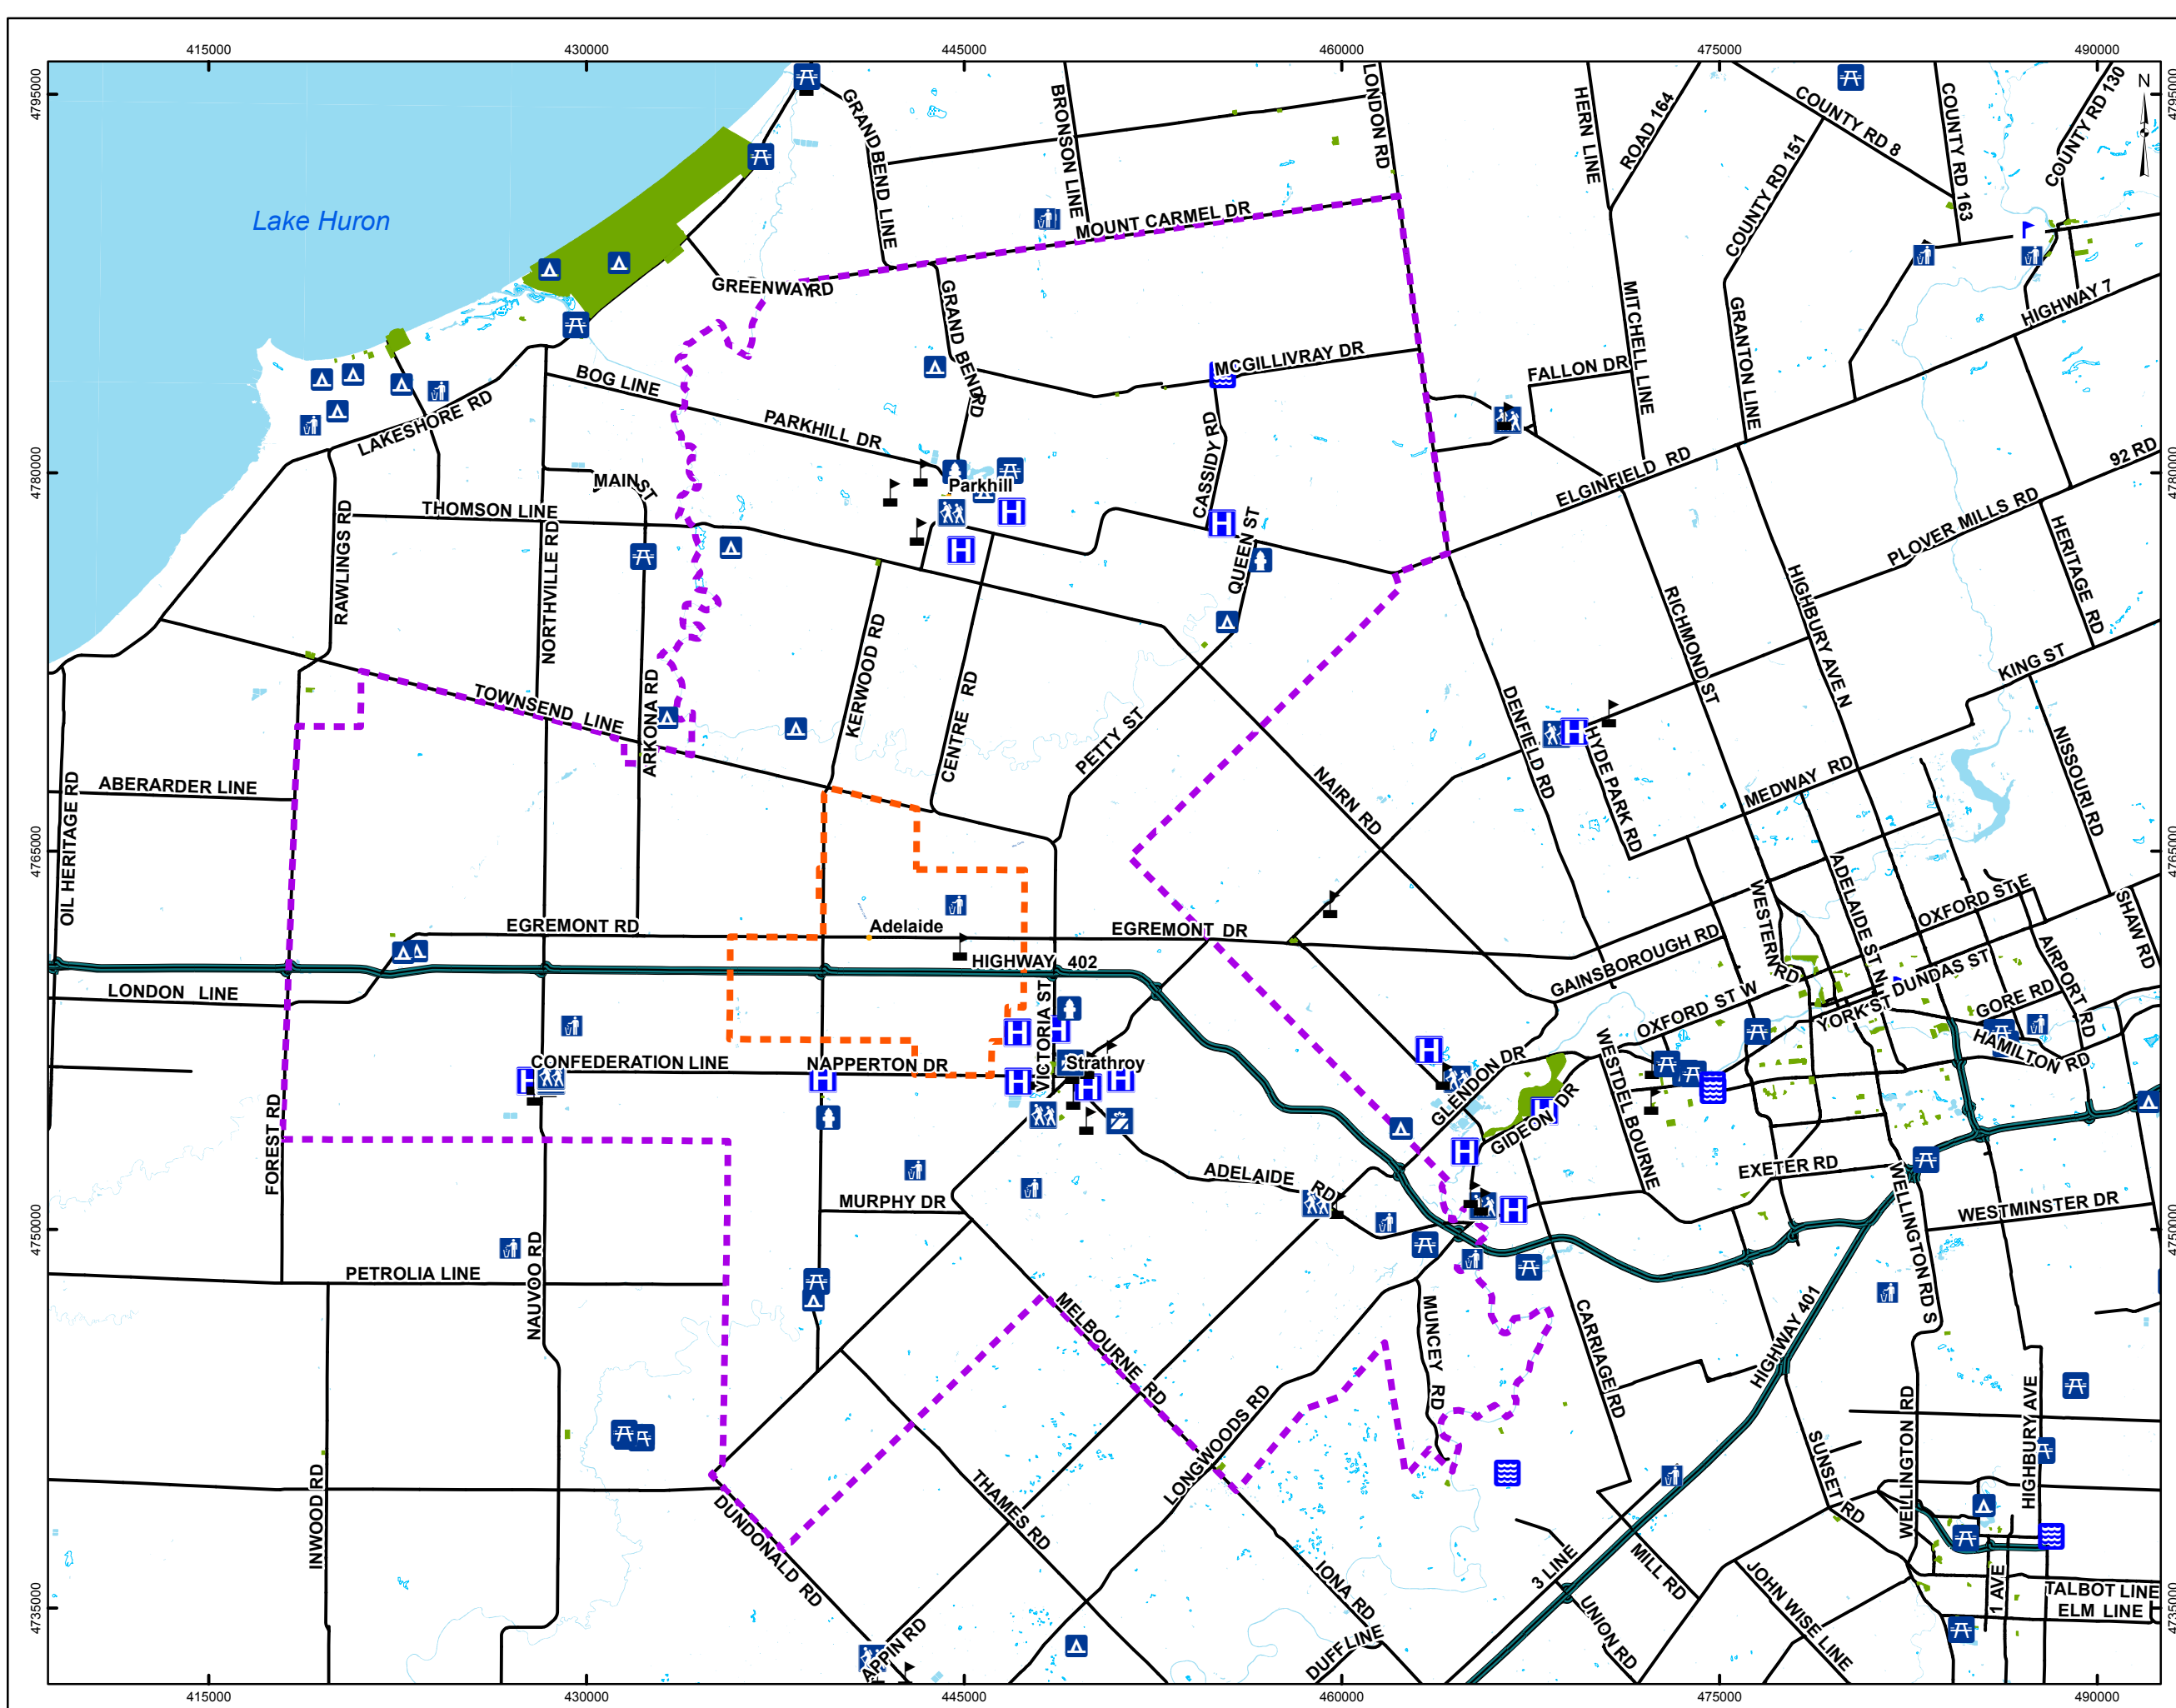 415000 430000 445000 460000 475000 490000
4795000
4795000
N
Lake Huron
GRAND BEND LINE
BRONSON LINE
LONDON RD
HERN LINE
ROAD 164
COUNTY RD 8
COUNTY RD 151
COUNTY RD 163
COUNTY RD 130
MOUNT CARMEL DR
GREENWAY RD
GRAND BEND RD
MCGILLIVRAY DR
FALLON DR
MITCHELL LINE
GRANTON LINE
HIGHWAY 7
BOG LINE
PARKHILL DR
LAKESHORE RD
CASSIDY RD
ELGINFIELD RD
92 RD
4780000
4780000
MAIN ST
Parkhill
THOMSON LINE
RAWLINGS RD
NORTHVILLE RD
QUEEN ST
PLOVER MILLS RD
HERITAGE RD
HIGHBURY AVE N
RICHMOND ST
KERWOOD RD
CENTRE RD
KING ST
TOWNSEND LINE
ARKONA RD
PETTY ST
DENFIELD RD
HYDE PARK RD
NAIRN RD
MEDWAY RD
NISSOURI RD
ABERARDER LINE
OIL HERITAGE RD
4765000
4765000
EGREMONT RD
Adelaide
EGREMONT DR
WESTERN RD
ADELAIDE ST N
OXFORD ST E
SHAW RD
GAINSBOROUGH RD
HIGHWAY 402
LONDON LINE
OXFORD ST W
YORK ST
DUNDAS ST
AIRPORT RD
GORE RD
HAMILTON RD
VICTORIA ST
CONFEDERATION LINE
NAPPERTON DR
Strathroy
GLENDON DR
GIDEON DR
WESTDEL BOURNE
FOREST RD
EXETER RD
ADELAIDE RD
MURPHY DR
WELLINGTON RD S
WESTMINSTER DR
4750000
4750000
PETROLIA LINE
NAUVOO RD
MELBOURNE RD
MUNCEY RD
CARRIAGE RD
HIGHWAY 401
LONGWOODS RD
SUNSET RD
WELLINGTON RD
HIGHBURY AVE
INWOOD RD
DUNDONALD RD
THAMES RD
IONA RD
3 LINE
MILL RD
UNION RD
JOHN WISE LINE
1 AVE
TALBOT LINE
ELM LINE
4735000
4735000
APPIN RD
DUFF LINE
415000 430000 445000 460000 475000 490000